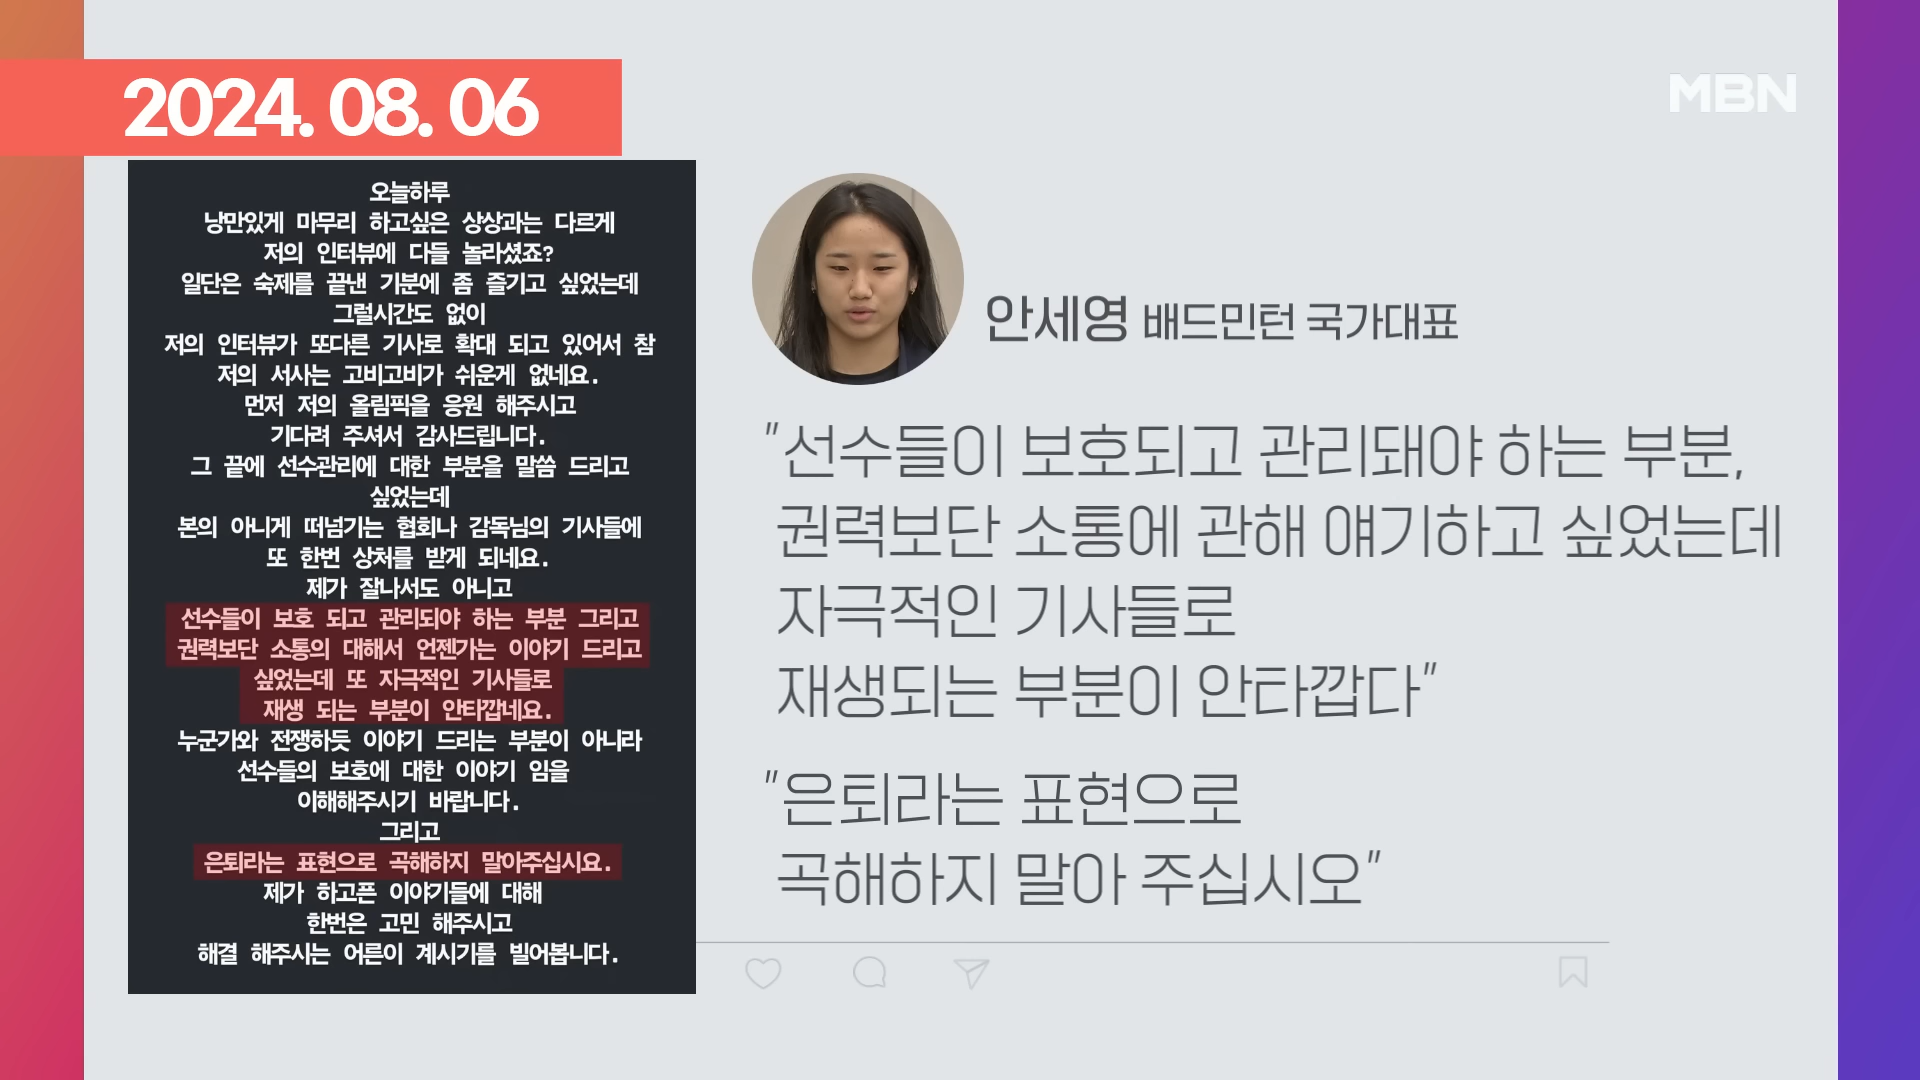 2024. 08. 06
MBN
오늘하루
낭만있게 마무리 하고싶은 상상과는 다르게
저의 인터뷰에 다들 놀라셨죠?
일단은 숙제를 끝낸 기분에 좀 즐기고 싶었는데
그럴시간도 없이
저의 인터뷰가 또다른 기사로 확대 되고 있어서 참
저의 서사는 고비고비가 쉬운게 없네요.
먼저 저의 올림픽을 응원 해주시고
기다려 주셔서 감사드립니다.
그 끝에 선수관리에 대한 부분을 말씀 드리고
싶었는데
본의 아니게 떠넘기는 협회나 감독님의 기사들에
또 한번 상처를 받게 되네요.
제가 잘나서도 아니고
선수들이 보호 되고 관리되야 하는 부분 그리고
권력보단 소통의 대해서 언젠가는 이야기 드리고
싶었는데 또 자극적인 기사들로
재생 되는 부분이 안타깝네요.
누군가와 전쟁하듯 이야기 드리는 부분이 아니라
선수들의 보호에 대한 이야기 임을
이해해주시기 바랍니다.
그리고
은퇴라는 표현으로 곡해하지 말아주십시요.
제가 하고픈 이야기들에 대해
한번은 고민 해주시고
해결 해주시는 어른이 계시기를 빌어봅니다.
안세영 배드민턴 국가대표
"선수들이 보호되고 관리돼야 하는 부분,
권력보단 소통에 관해 얘기하고 싶었는데
자극적인 기사들로
재생되는 부분이 안타깝다"
"은퇴라는 표현으로
곡해하지 말아 주십시오"